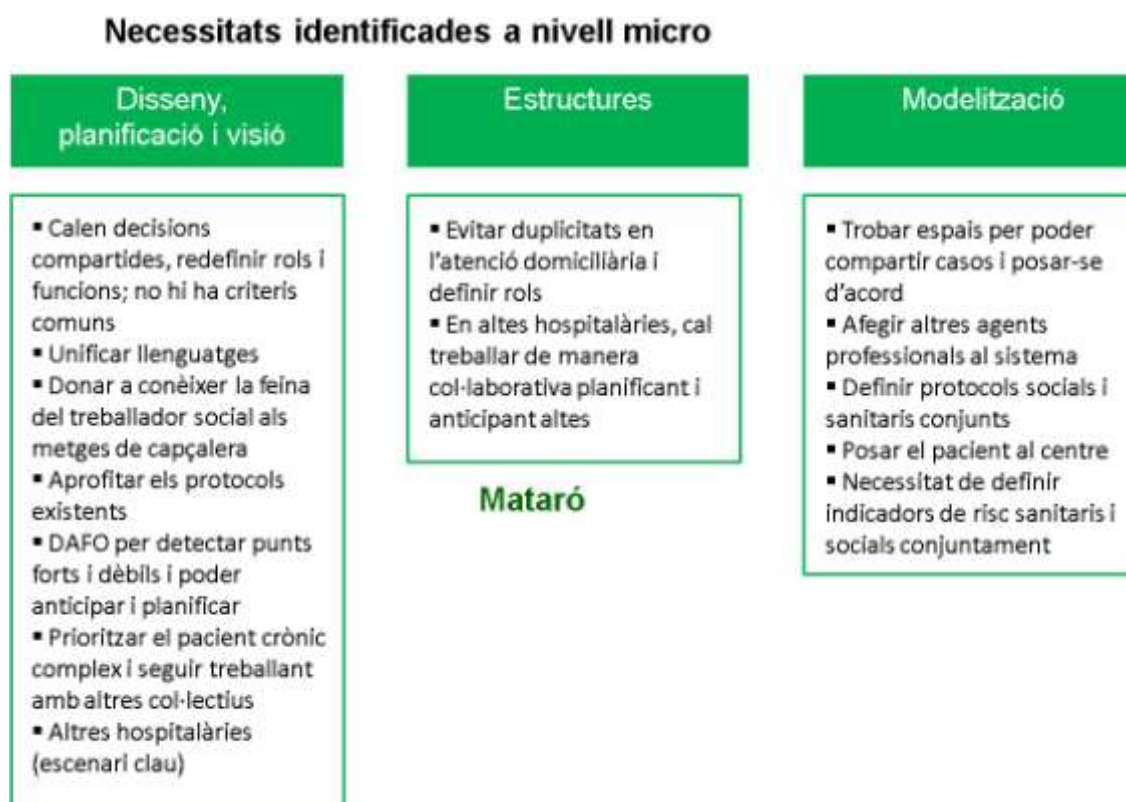 Necessitats identificades a nivell micro
Disseny,
planificació i visió
▪ Calen decisions
compartides, redefinir rols i
funcions; no hi ha criteris
comuns
▪ Unificar llenguatges
▪ Donar a conèixer la feina
del treballador social als
metges de capçalera
▪ Aprofitar els protocols
existents
▪ DAFO per detectar punts
forts i dèbils i poder
anticipar i planificar
▪ Prioritzar el pacient crònic
complex i seguir treballant
amb altres col·lectius
▪ Altres hospitalàries
(escenari clau)
Estructures
▪ Evitar duplicitats en
l'atenció domiciliària i
definir rols
▪ En altes hospitalàries, cal
treballar de manera
col·laborativa planificant i
anticipant altes
Mataró
Modelització
▪ Trobar espais per poder
compartir casos i posar-se
d'acord
▪ Afegir altres agents
professionals al sistema
▪ Definir protocols socials i
sanitaris conjunts
▪ Posar el pacient al centre
▪ Necessitat de definir
indicadors de risc sanitaris i
socials conjuntament